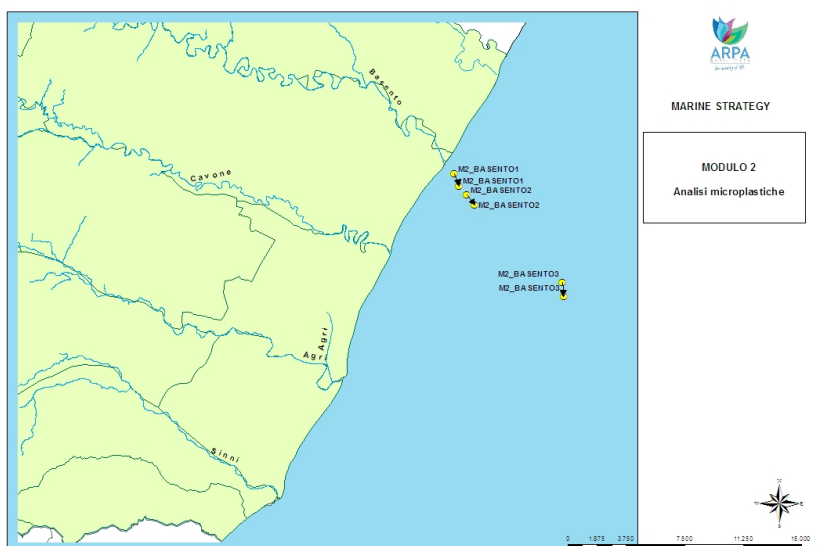 ARPA
MARINE STRATEGY
MODULO 2
Analisi microplastiche
Basento
M2_BASENTO1
M2_BASENTO1
M2_BASENTO2
M2_BASENTO2
Cavone
M2_BASENTO3
M2_BASENTO3
Agri
Agri
Sinni
N
W
E
S
0 1.875 3.750 7.500 11.250 15.000